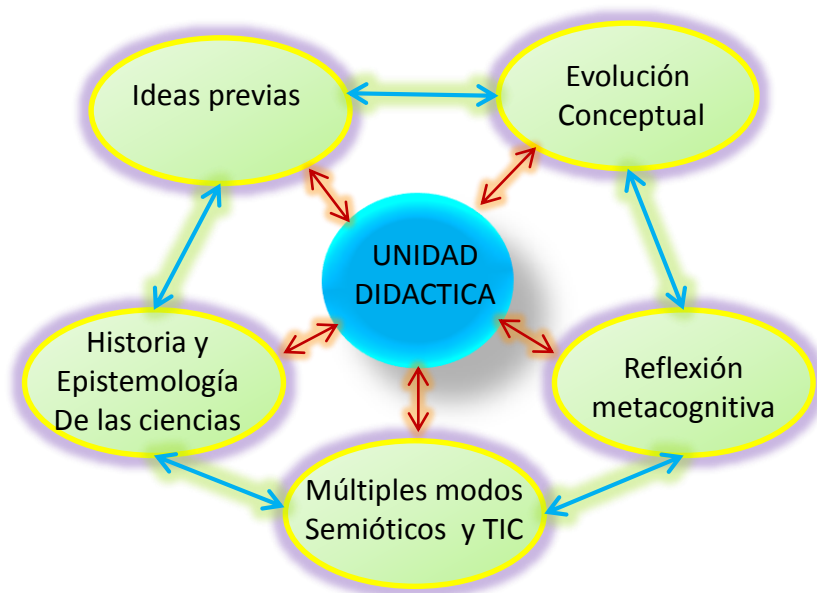 Ideas previas
Evolución
Conceptual
UNIDAD
DIDACTICA
Historia y
Epistemología
De las ciencias
Reflexión
metacognitiva
Múltiples modos
Semióticos y TIC